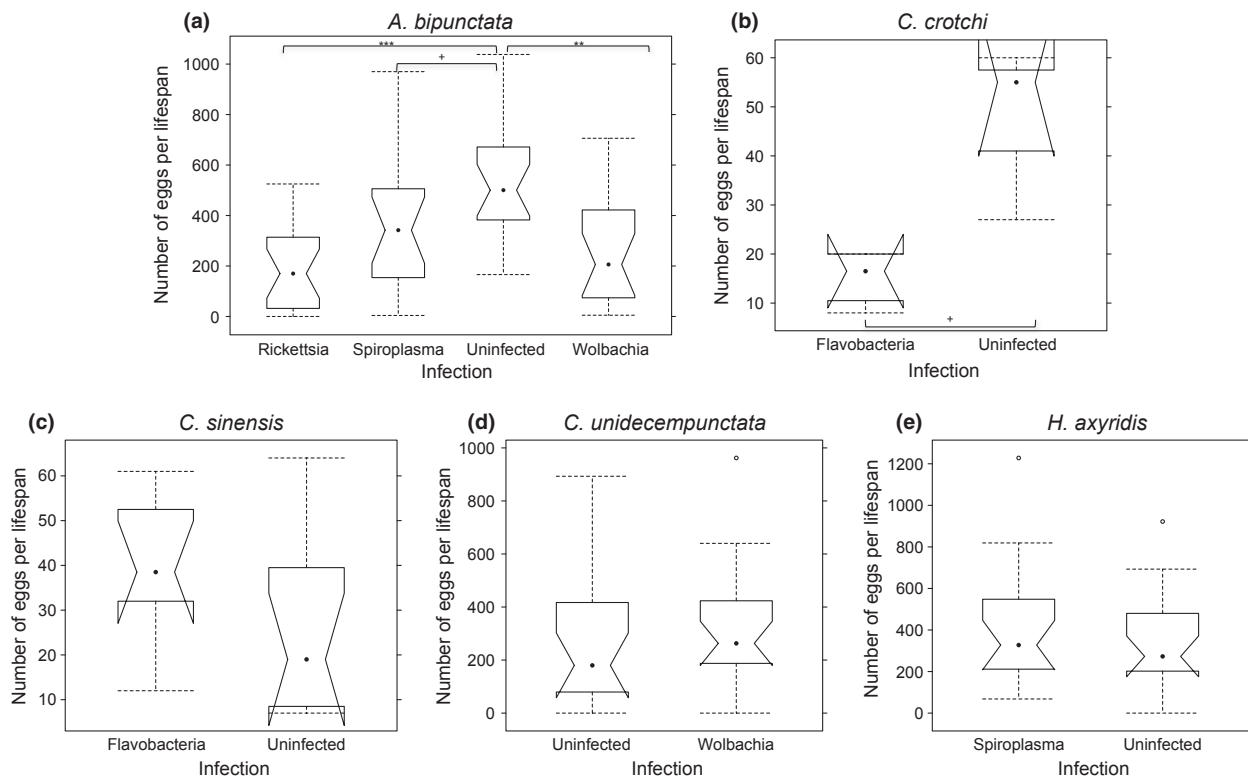 (a)
A. bipunctata
Number of eggs per lifespan
1000
800
600
400
200
0
***
**
+
Rickettsia Spiroplasma Uninfected Wolbachia
Infection
(b)
C. crotchi
Number of eggs per lifespan
60
50
40
30
20
10
+
Flavobacteria Uninfected
Infection
(c)
C. sinensis
Number of eggs per lifespan
60
50
40
30
20
10
Flavobacteria Uninfected
Infection
(d)
C. unidecempunctata
Number of eggs per lifespan
1000
800
600
400
200
0
Uninfected Wolbachia
Infection
(e)
H. axyridis
Number of eggs per lifespan
1200
1000
800
600
400
200
0
Spiroplasma Uninfected
Infection